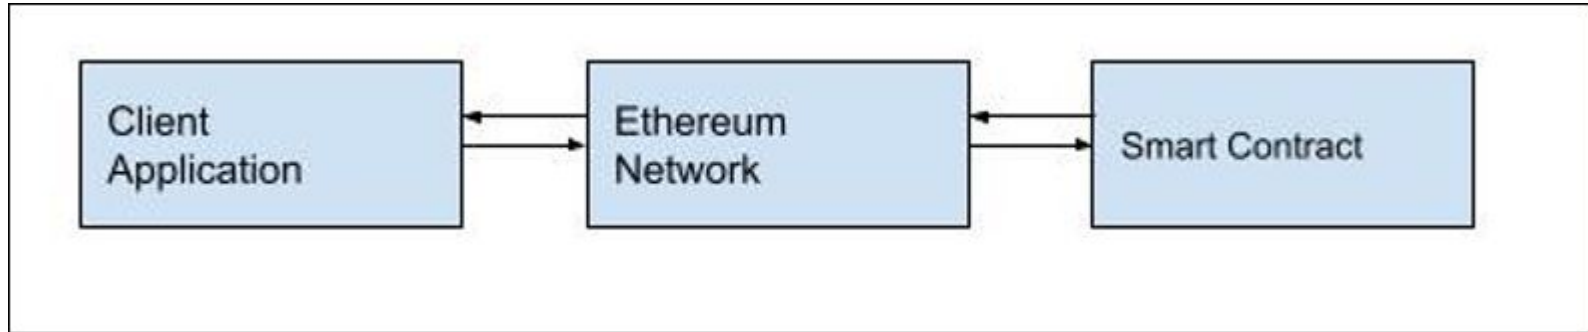 Client
Application
Ethereum
Network
Smart Contract